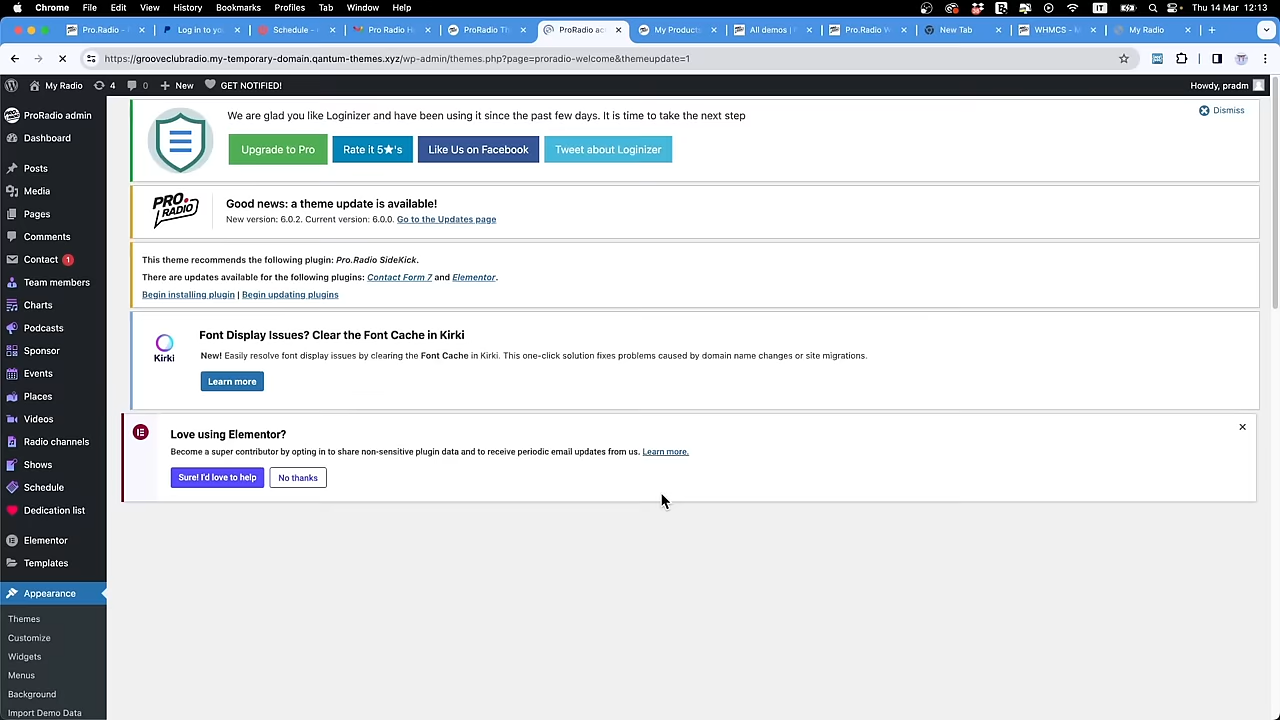 Chrome File Edit View History Bookmarks Profiles Tab Window Help
IT Thu 14 Mar 12:13
Pro.Radio -
Log in to yo
Schedule -
Pro Radio H
ProRadio Th
ProRadio ac
My Product
All demos |
Pro.Radio W
New Tab
WHMCS - M
My Radio
https://grooveclubradio.my-temporary-domain.qantum-themes.xyz/wp-admin/themes.php?page=proradio-welcome&themeupdate=1
My Radio 4 0 New GET NOTIFIED!
Howdy, pradm
ProRadio admin
Dashboard
Posts
Media
Pages
Comments
Contact 1
Team members
Charts
Podcasts
Sponsor
Events
Places
Videos
Radio channels
Shows
Schedule
Dedication list
Elementor
Templates
Appearance
Themes
Customize
Widgets
Menus
Background
Import Demo Data
We are glad you like Loginizer and have been using it since the past few days. It is time to take the next step
Dismiss
Upgrade to Pro
Rate it 5★'s
Like Us on Facebook
Tweet about Loginizer
PRO.
RADIO
Good news: a theme update is available!
New version: 6.0.2. Current version: 6.0.0. Go to the Updates page
This theme recommends the following plugin: Pro.Radio SideKick.
There are updates available for the following plugins: Contact Form 7 and Elementor.
Begin installing plugin | Begin updating plugins
Kirki
Font Display Issues? Clear the Font Cache in Kirki
New! Easily resolve font display issues by clearing the Font Cache in Kirki. This one-click solution fixes problems caused by domain name changes or site migrations.
Learn more
Love using Elementor?
Become a super contributor by opting in to share non-sensitive plugin data and to receive periodic email updates from us. Learn more.
Sure! I'd love to help
No thanks